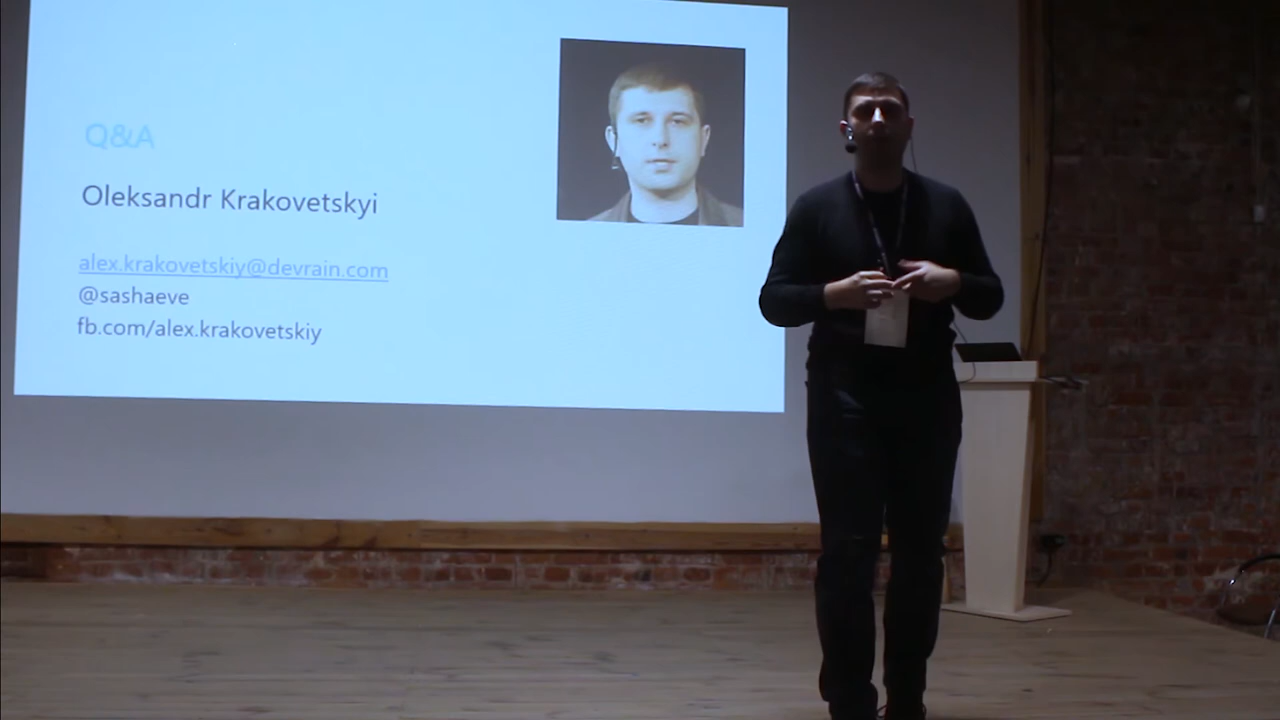 Q&A
Oleksandr Krakovetskyi
alex.krakovetskiy@devrain.com
@sashaeve
fb.com/alex.krakovetskiy